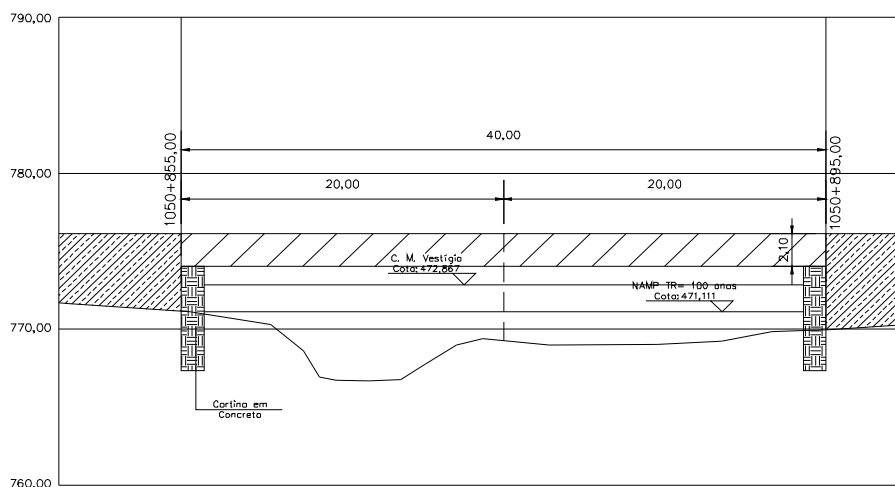 790,00
40,00
1050+855,00
1050+895,00
780,00
20,00
20,00
2,10
C. M. Vestígio
Cota: 472,867
NAMP TR= 100 anos
Cota: 471,111
770,00
Cortina em
Concreto
760,00